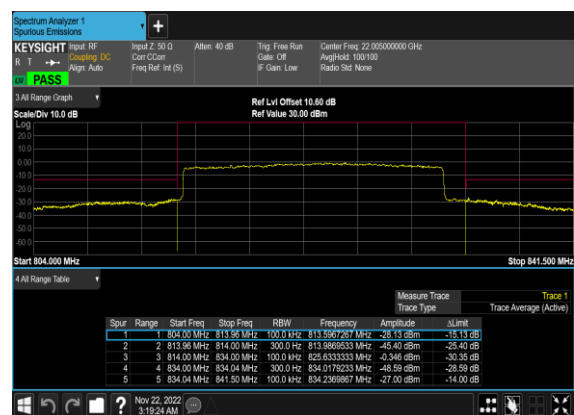 Spectrum Analyzer 1
Spurious Emissions
KEYSIGHT Input: RF Input Z: 50 Ω Atten: 40 dB Trig: Free Run Center Freq: 22.005000000 GHz
R T Coupling: DC Corr CCorr Gate: Off Avg|Hold: 100/100
Align: Auto Freq Ref: Int (S) IF Gain: Low Radio Std: None
PASS
3 All Range Graph
Ref Lvl Offset 10.60 dB
Scale/Div 10.0 dB Ref Value 30.00 dBm
Log
20.0
10.0
0.00
-10.0
-20.0
-30.0
-40.0
-50.0
-60.0
Start 804.000 MHz Stop 841.500 MHz
4 All Range Table
Measure Trace Trace 1
Trace Type Trace Average (Active)
Spur Range Start Freq Stop Freq RBW Frequency Amplitude ΔLimit
1 1 804.00 MHz 813.96 MHz 100.0 kHz 813.5967267 MHz -28.13 dBm -15.13 dB
2 2 813.96 MHz 814.00 MHz 300.0 Hz 813.9869533 MHz -45.40 dBm -25.40 dB
3 3 814.00 MHz 834.00 MHz 100.0 kHz 825.6333333 MHz -0.346 dBm -30.35 dB
4 4 834.00 MHz 834.04 MHz 300.0 Hz 834.0179233 MHz -48.59 dBm -28.59 dB
5 5 834.04 MHz 841.50 MHz 100.0 kHz 834.2369867 MHz -27.00 dBm -14.00 dB
Nov 22, 2022
3:19:24 AM